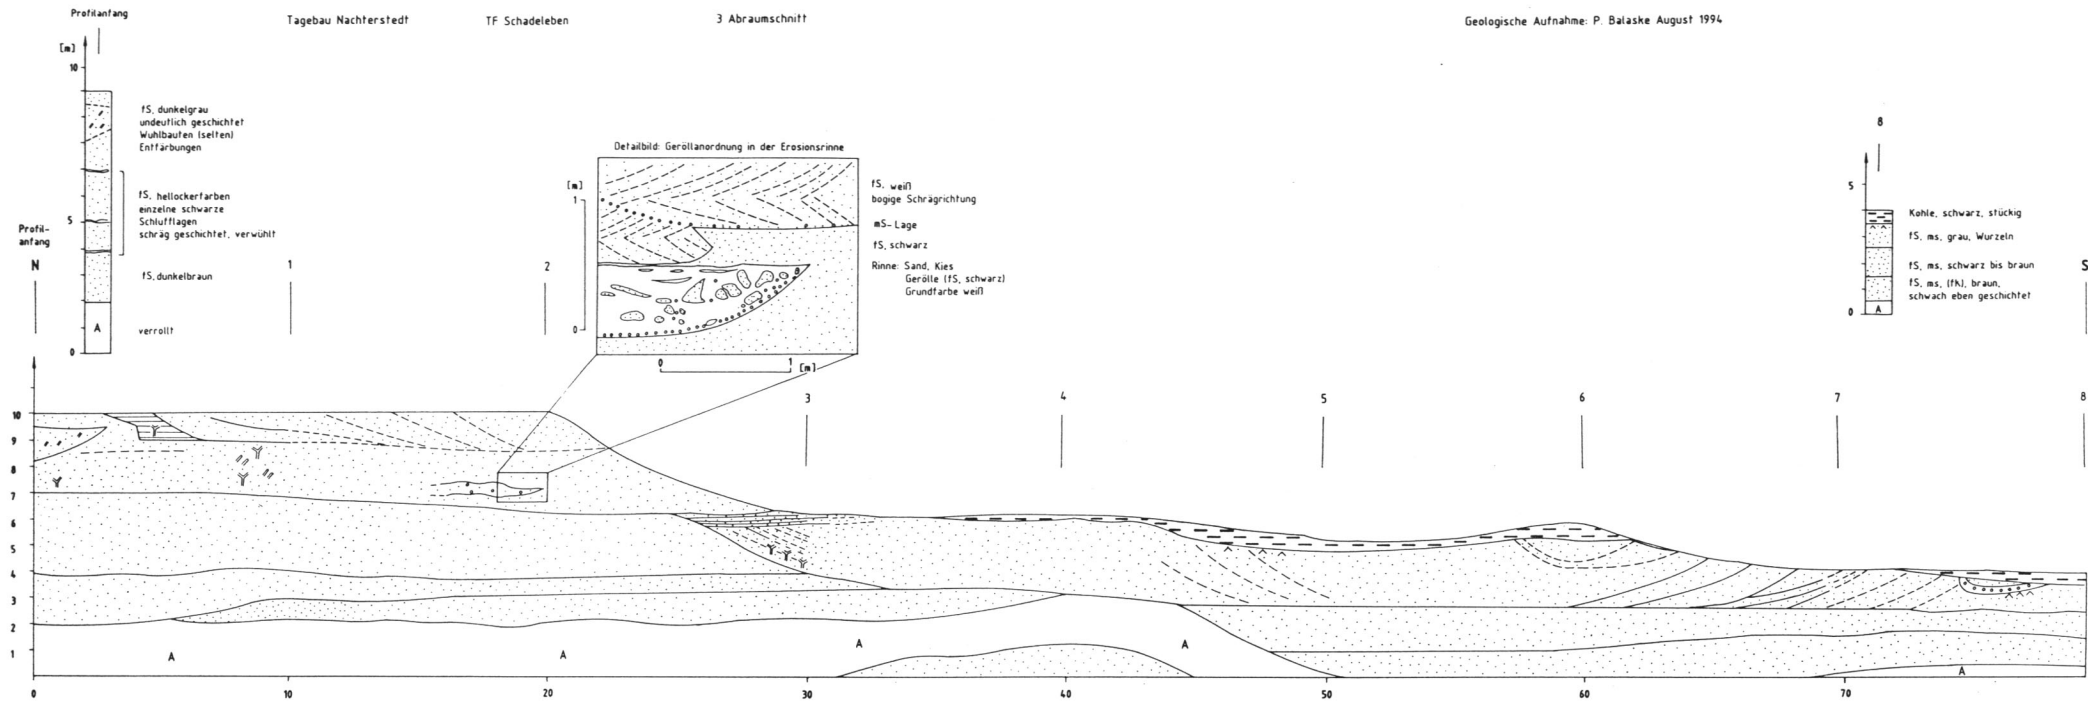 Profilanfang
Tagebau Nachterstedt
TF Schadeleben
3 Abraumschnitt
Geologische Aufnahme: P. Balaske August 1994
[m]
10
5
0
fS, dunkelgrau
undeutlich geschichtet
Wuhlbauten (selten)
Entfärbungen
fS, hellockerfarben
einzelne schwarze
Schlufflagen
schräg geschichtet, verwühlt
fS, dunkelbraun
A
verrollt
Profil-
anfang
N
1
2
Detailbild: Geröllanordnung in der Erosionsrinne
[m]
1
0
fS, weiß
bogige Schrägrichtung
mS-Lage
fS, schwarz
Rinne: Sand, Kies
Gerölle (fS, schwarz)
Grundfarbe weiß
0
1
[m]
8
5
0
Kohle, schwarz, stückig
fS, ms, grau, Wurzeln
fS, ms, schwarz bis braun
fS, ms, (fk), braun,
schwach eben geschichtet
A
S
3
4
5
6
7
8
10
9
8
7
6
5
4
3
2
1
A
A
A
A
A
0
10
20
30
40
50
60
70